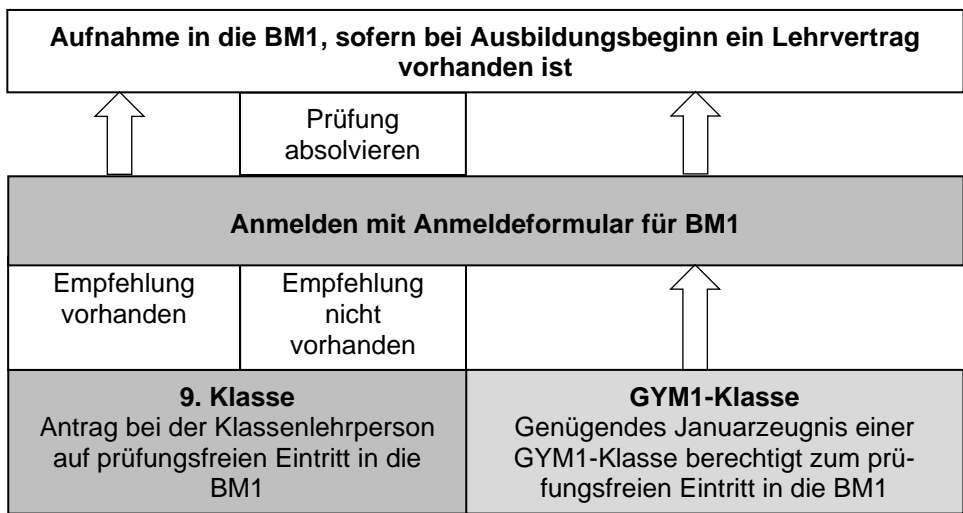 Aufnahme in die BM1, sofern bei Ausbildungsbeginn ein Lehrvertrag
vorhanden ist
Prüfung
absolvieren
Anmelden mit Anmeldeformular für BM1
Empfehlung
vorhanden
Empfehlung
nicht
vorhanden
9. Klasse
Antrag bei der Klassenlehrperson
auf prüfungsfreien Eintritt in die
BM1
GYM1-Klasse
Genügendes Januarzeugnis einer
GYM1-Klasse berechtigt zum prü-
fungsfreien Eintritt in die BM1